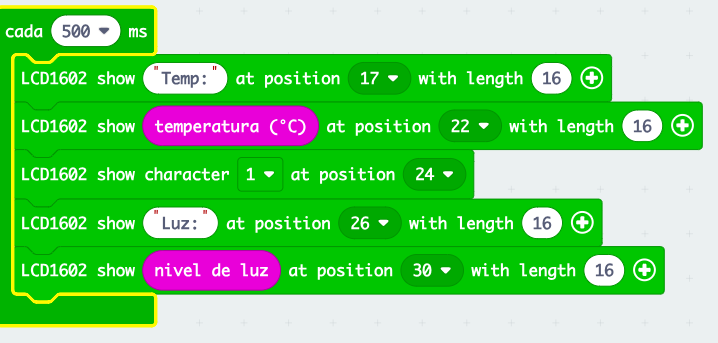 cada 500 ms
LCD1602 show "Temp:" at position 17 with length 16
LCD1602 show temperatura (°C) at position 22 with length 16
LCD1602 show character 1 at position 24
LCD1602 show "Luz:" at position 26 with length 16
LCD1602 show nivel de luz at position 30 with length 16